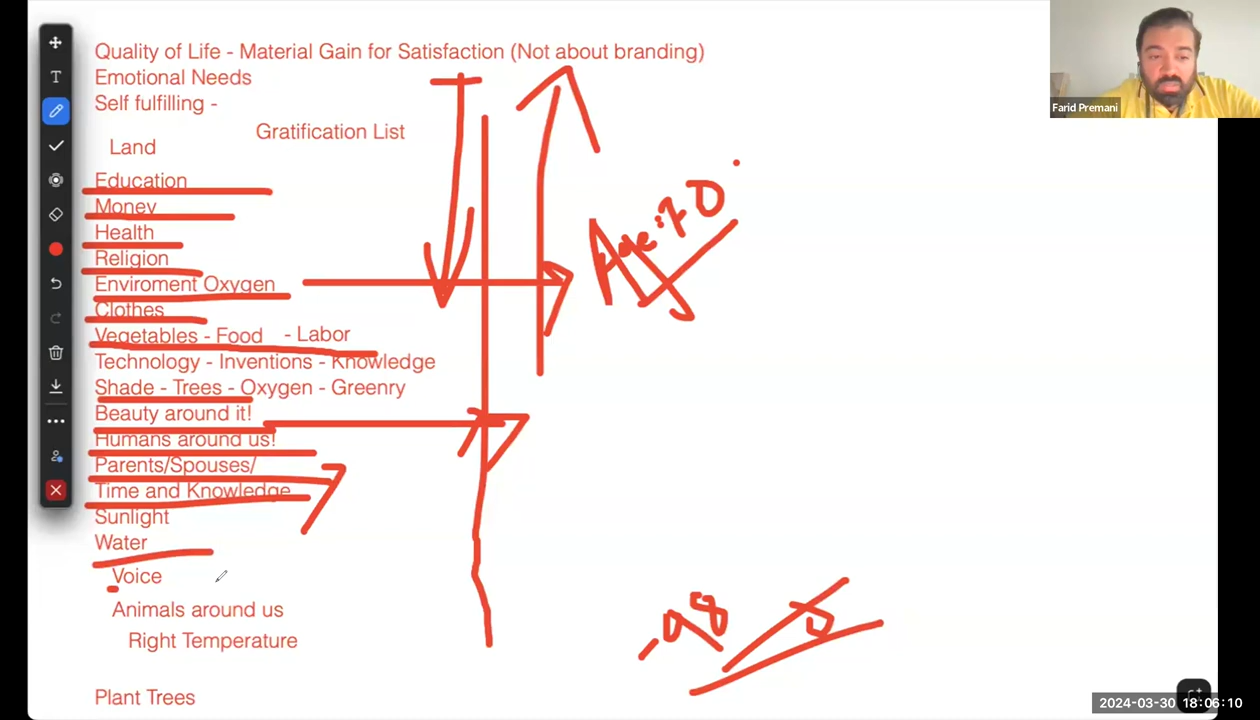 Quality of Life - Material Gain for Satisfaction (Not about branding)
Emotional Needs
Self fulfilling -
Gratification List
Land
Education
Money
Health
Religion
Enviroment Oxygen
Clothes
Vegetables - Food - Labor
Technology - Inventions - Knowledge
Shade - Trees - Oxygen - Greenry
Beauty around it!
Humans around us!
Parents/Spouses/
Time and Knowledge
Sunlight
Water
Voice
Animals around us
Right Temperature
Plant Trees
Age: 70
Farid Premani
T
2024-03-30 18:06:10